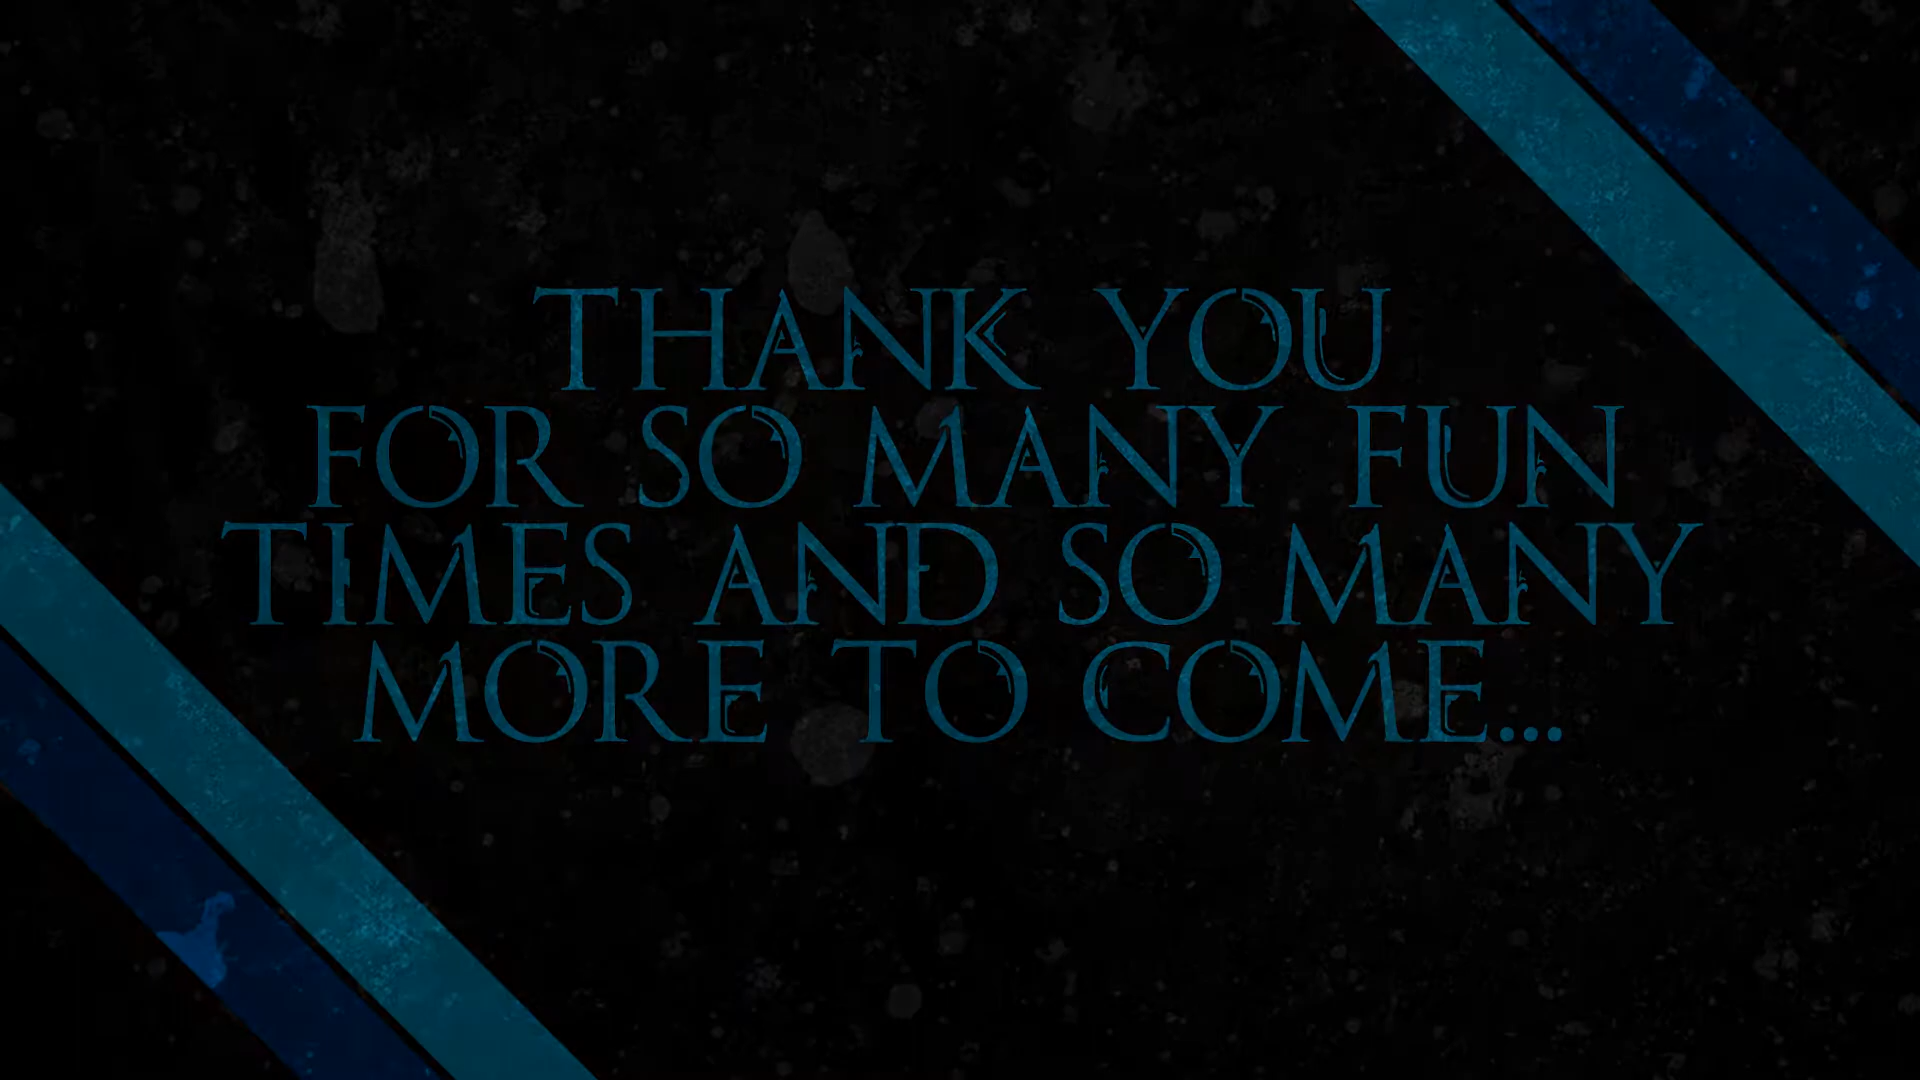 THANK YOU
FOR SO MANY FUN
TIMES AND SO MANY
MORE TO COME...